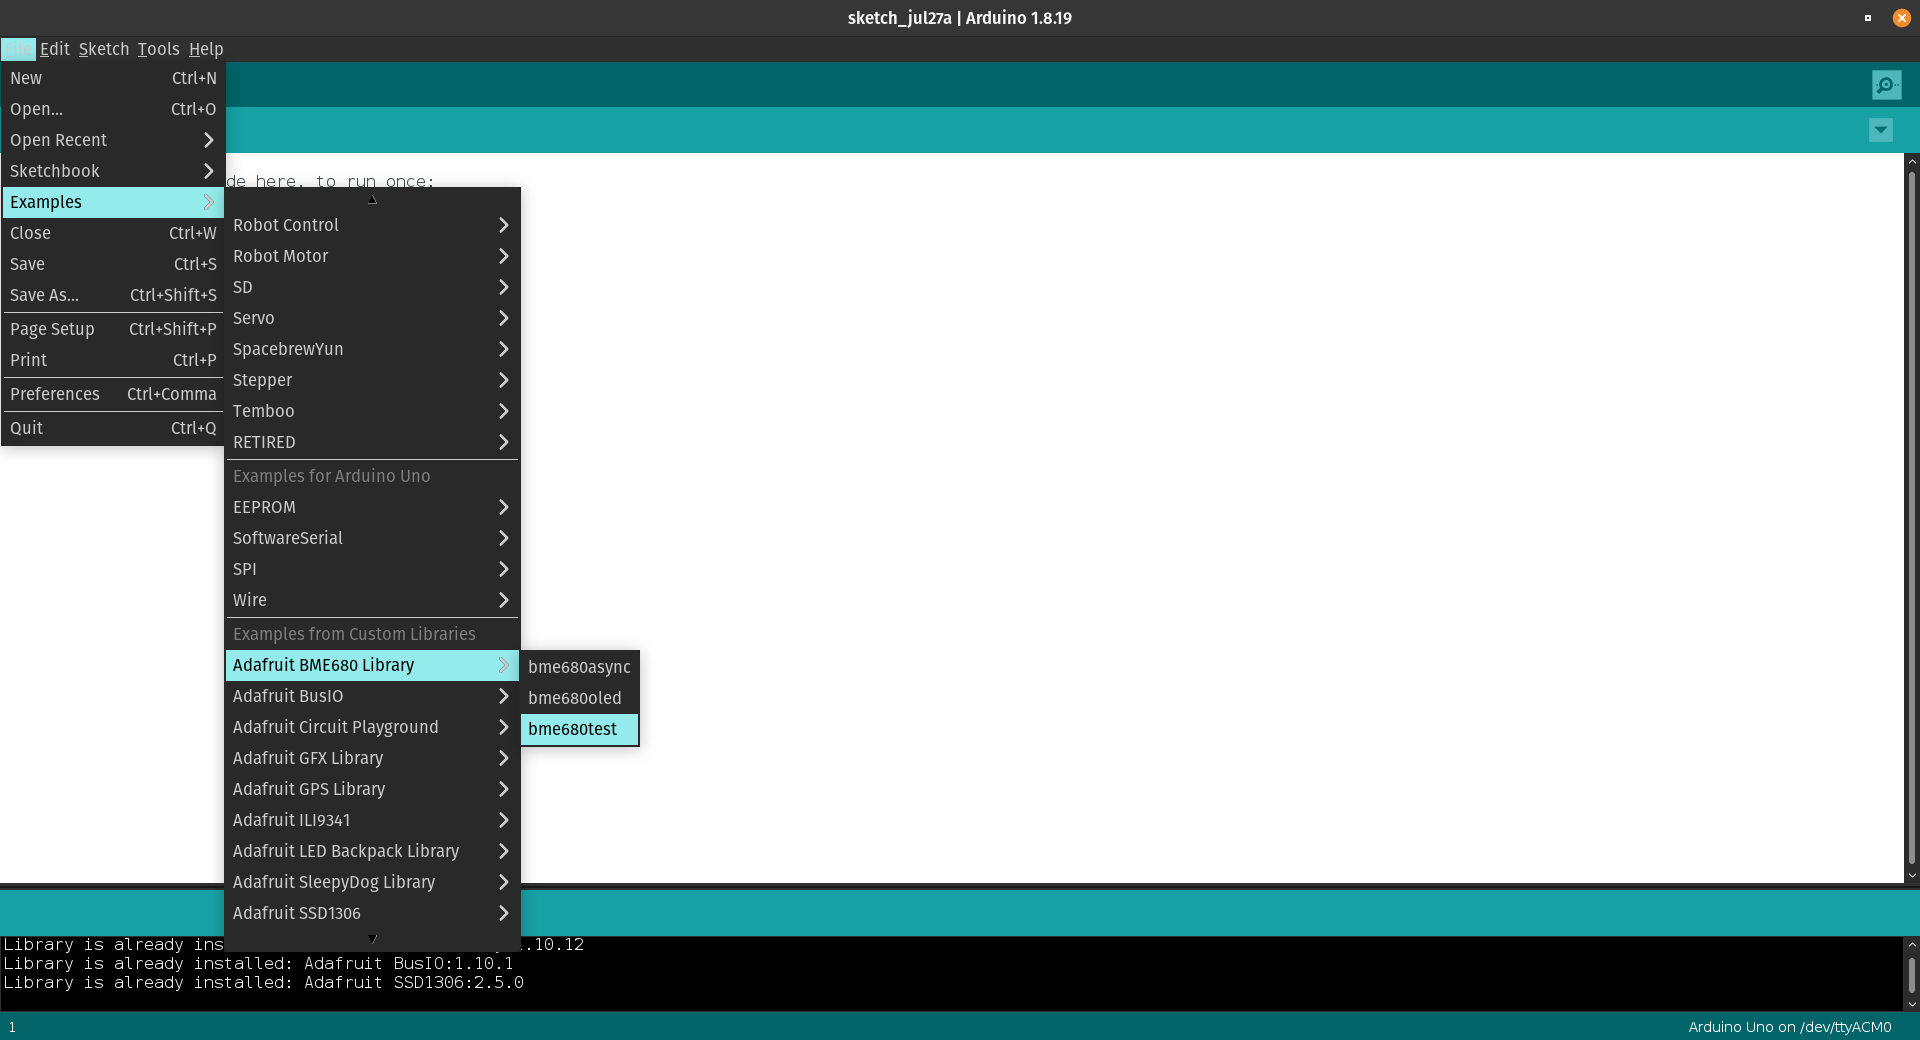 sketch_jul27a | Arduino 1.8.19
Edit Sketch Tools Help
New Ctrl+N
Open... Ctrl+O
Open Recent
Sketchbook
Examples
Close Ctrl+W
Save Ctrl+S
Save As... Ctrl+Shift+S
Page Setup Ctrl+Shift+P
Print Ctrl+P
Preferences Ctrl+Comma
Quit Ctrl+Q
de here, to run once:
Robot Control
Robot Motor
SD
Servo
SpacebrewYun
Stepper
Temboo
RETIRED
Examples for Arduino Uno
EEPROM
SoftwareSerial
SPI
Wire
Examples from Custom Libraries
Adafruit BME680 Library
Adafruit BusIO
Adafruit Circuit Playground
Adafruit GFX Library
Adafruit GPS Library
Adafruit ILI9341
Adafruit LED Backpack Library
Adafruit SleepyDog Library
Adafruit SSD1306
bme680async
bme680oled
bme680test
Library is already ins .10.12
Library is already installed: Adafruit BusIO:1.10.1
Library is already installed: Adafruit SSD1306:2.5.0
1
Arduino Uno on /dev/ttyACM0